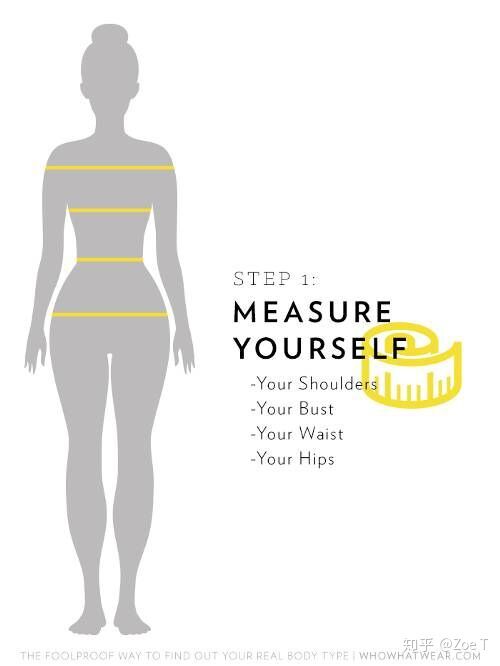 STEP 1:
MEASURE
YOURSELF
-Your Shoulders
-Your Bust
-Your Waist
-Your Hips
知乎 @Zoe T
THE FOOLPROOF WAY TO FIND OUT YOUR REAL BODY TYPE | WHOWHATWEAR.COM